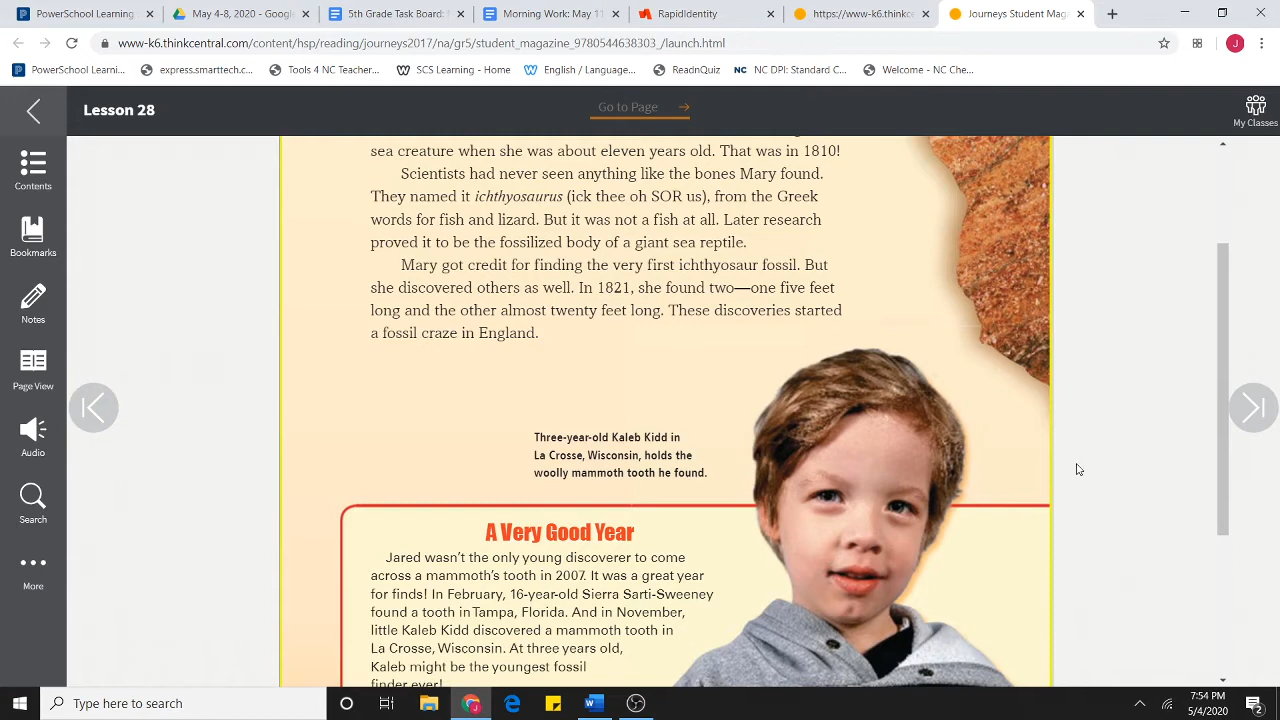 May 4-8, 2020 - Googl
5th Grade Task Board:
Morning Work: May 11
RapidIdenti
https://www-k6.thinkce
Journeys Student Mag
www-k6.thinkcentral.com/content/hsp/reading/journeys2017/na/gr5/student_magazine_9780544638303_/launch.html
J
PowerSchool Learni...
express.smarttech.c...
Tools 4 NC Teacher...
SCS Learning - Home
English / Language...
ReadnQuiz
NC DPI: Standard C...
Welcome - NC Che...
Lesson 28
Go to Page
My Classes
Contents
Bookmarks
Notes
Page View
Audio
Search
More
sea creature when she was about eleven years old. That was in 1810!
Scientists had never seen anything like the bones Mary found.
They named it ichthyosaurus (ick thee oh SOR us), from the Greek
words for fish and lizard. But it was not a fish at all. Later research
proved it to be the fossilized body of a giant sea reptile.
Mary got credit for finding the very first ichthyosaur fossil. But
she discovered others as well. In 1821, she found two—one five feet
long and the other almost twenty feet long. These discoveries started
a fossil craze in England.
Three-year-old Kaleb Kidd in
La Crosse, Wisconsin, holds the
woolly mammoth tooth he found.
A Very Good Year
Jared wasn't the only young discoverer to come
across a mammoth's tooth in 2007. It was a great year
for finds! In February, 16-year-old Sierra Sarti-Sweeney
found a tooth in Tampa, Florida. And in November,
little Kaleb Kidd discovered a mammoth tooth in
La Crosse, Wisconsin. At three years old,
Kaleb might be the youngest fossil
finder ever!
Type here to search
7:54 PM
5/4/2020
2